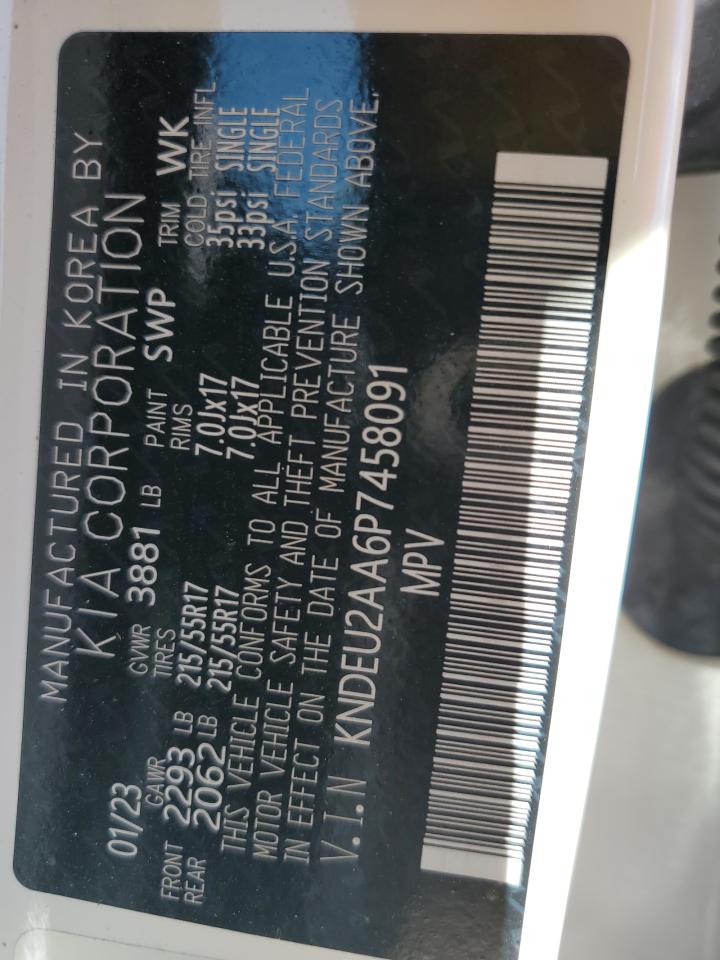 MANUFACTURED IN KOREA BY
KIA CORPORATION
01/23 GVWR 3881 LB PAINT SWP TRIM WK
GAWR TIRES RIMS COLD TIRE INFL
FRONT 2293 LB 215/55R17 7.0Jx17 35psi SINGLE
REAR 2062 LB 215/55R17 7.0Jx17 33psi SINGLE
THIS VEHICLE CONFORMS TO ALL APPLICABLE U.S.A. FEDERAL
MOTOR VEHICLE SAFETY AND THEFT PREVENTION STANDARDS
IN EFFECT ON THE DATE OF MANUFACTURE SHOWN ABOVE.
V.I.N KNDEU2AA6P7458091
MPV